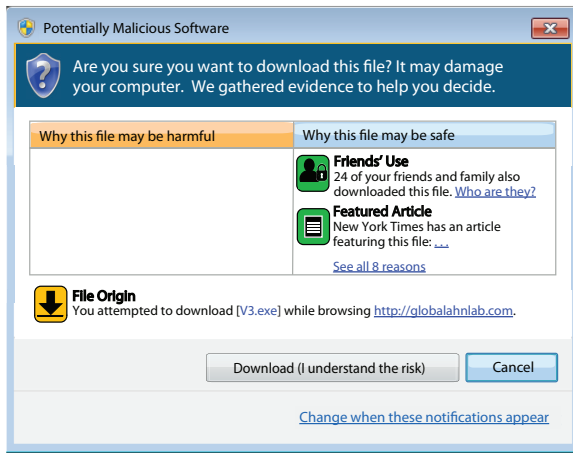 Potentially Malicious Software
Are you sure you want to download this file? It may damage
your computer. We gathered evidence to help you decide.
Why this file may be harmful
Why this file may be safe
Friends' Use
24 of your friends and family also
downloaded this file. Who are they?
Featured Article
New York Times has an article
featuring this file: ...
See all 8 reasons
File Origin
You attempted to download [V3.exe] while browsing http://globalahnlab.com.
Download (I understand the risk)
Cancel
Change when these notifications appear